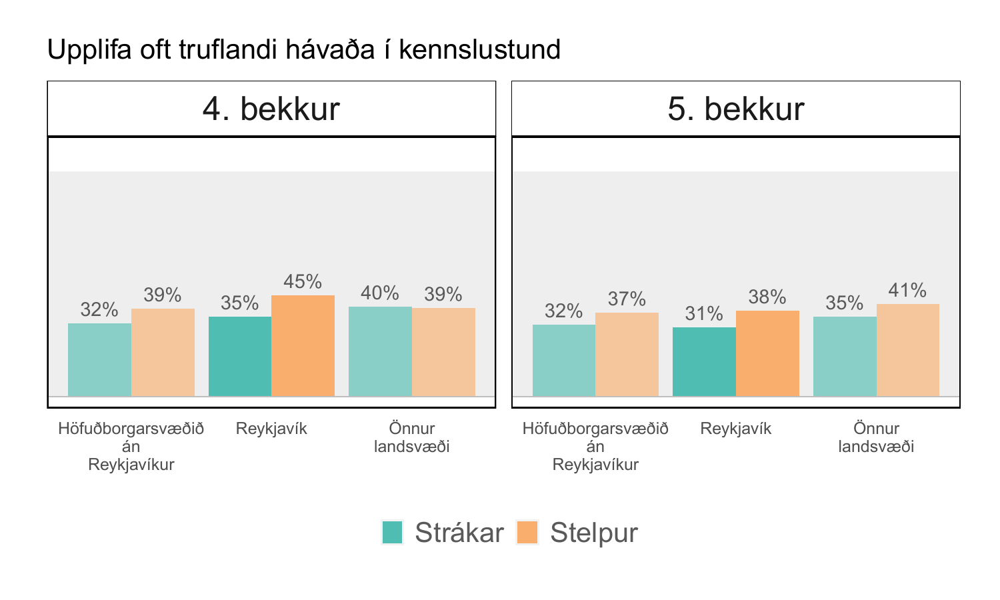 Upplifa oft truflandi hávaða í kennslustund
4. bekkur
32%
39%
35%
45%
40%
39%
Höfuðborgarsvæðið
án
Reykjavíkur
Reykjavík
Önnur
landsvæði
5. bekkur
32%
37%
31%
38%
35%
41%
Höfuðborgarsvæðið
án
Reykjavíkur
Reykjavík
Önnur
landsvæði
Strákar
Stelpur